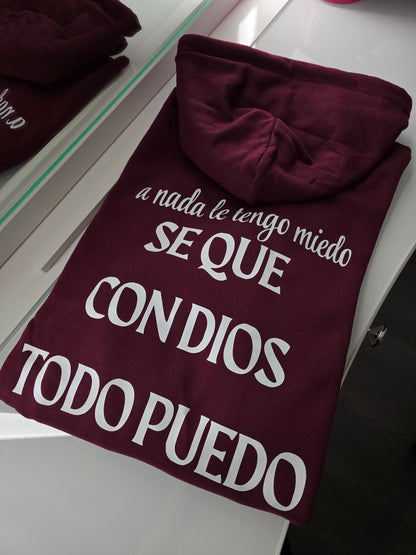 a nada le tengo miedo
SE QUE
CON DIOS
TODO PUEDO